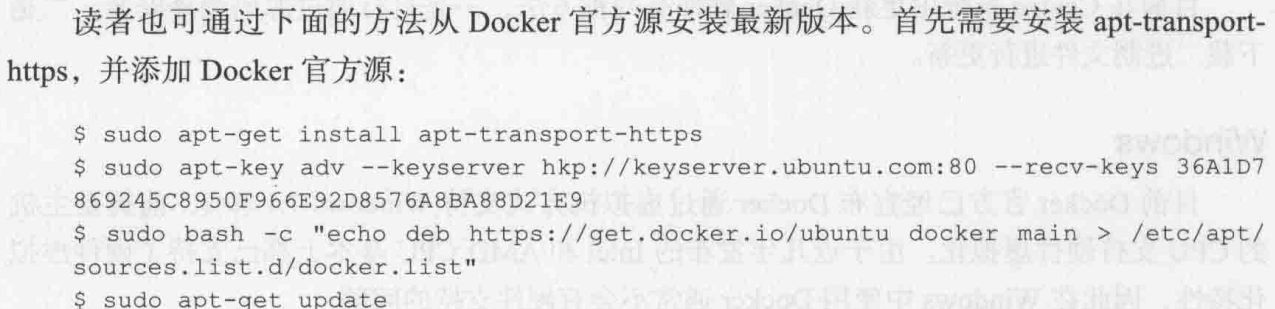 读者也可通过下面的方法从 Docker 官方源安装最新版本。首先需要安装 apt-transport-
https，并添加 Docker 官方源：
$ sudo apt-get install apt-transport-https
$ sudo apt-key adv --keyserver hkp://keyserver.ubuntu.com:80 --recv-keys 36A1D7
869245C8950F966E92D8576A8BA88D21E9
$ sudo bash -c "echo deb https://get.docker.io/ubuntu docker main > /etc/apt/
sources.list.d/docker.list"
$ sudo apt-get update